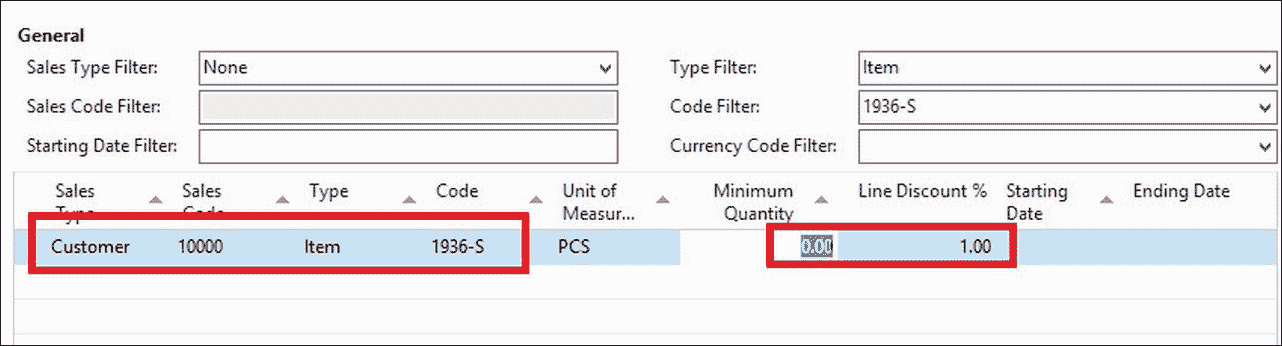 General
Sales Type Filter: None Type Filter: Item
Sales Code Filter: Code Filter: 1936-S
Starting Date Filter: Currency Code Filter:
Sales Sales Type Code Unit of Minimum Line Discount % Starting Ending Date
Type Code Measur... Quantity Date
Customer 10000 Item 1936-S PCS 0.00 1.00